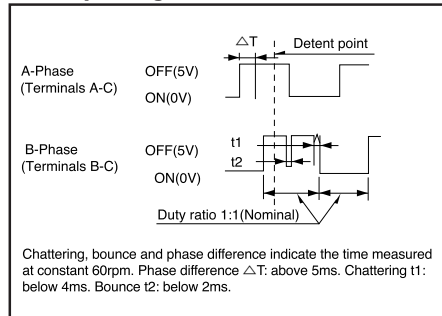 △T
Detent point
A-Phase
(Terminals A-C)
OFF(5V)
ON(0V)
B-Phase
(Terminals B-C)
OFF(5V)
ON(0V)
t1
t2
Duty ratio 1:1(Nominal)
Chattering, bounce and phase difference indicate the time measured
at constant 60rpm. Phase difference △T: above 5ms. Chattering t1:
below 4ms. Bounce t2: below 2ms.